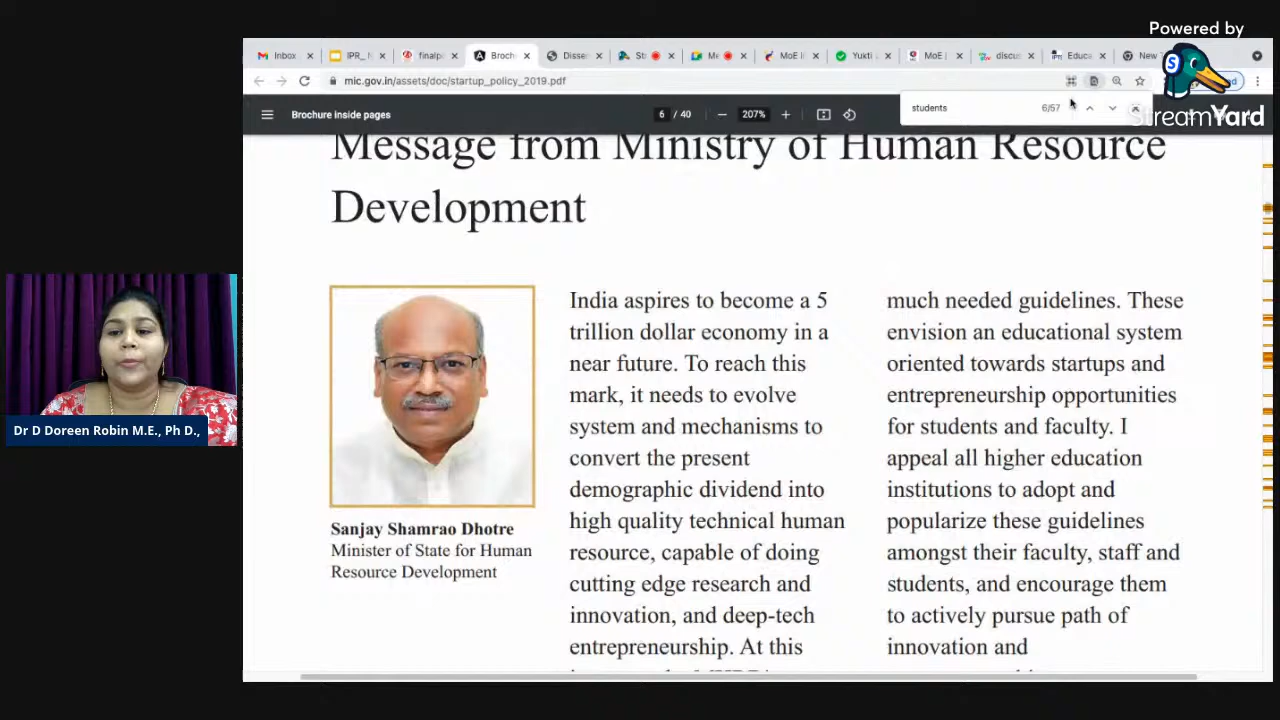 Powered by
StreamYard
Inbox
IPR_
finalp
Broch
Disser
Str
Me
MoE I
Yukti L
MoE
discus
Educa
New
mic.gov.in/assets/doc/startup_policy_2019.pdf
students 6/57
Brochure inside pages
6 / 40
207%
Message from Ministry of Human Resource
Development
India aspires to become a 5
trillion dollar economy in a
near future. To reach this
mark, it needs to evolve
system and mechanisms to
convert the present
demographic dividend into
high quality technical human
resource, capable of doing
cutting edge research and
innovation, and deep-tech
entrepreneurship. At this
much needed guidelines. These
envision an educational system
oriented towards startups and
entrepreneurship opportunities
for students and faculty. I
appeal all higher education
institutions to adopt and
popularize these guidelines
amongst their faculty, staff and
students, and encourage them
to actively pursue path of
innovation and
Sanjay Shamrao Dhotre
Minister of State for Human
Resource Development
Dr D Doreen Robin M.E., Ph D.,